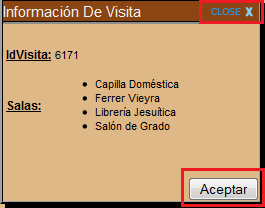 Información De Visita CLOSE X
IdVisita: 6171
Salas:
Capilla Doméstica
Ferrer Vieyra
Librería Jesuítica
Salón de Grado
Aceptar